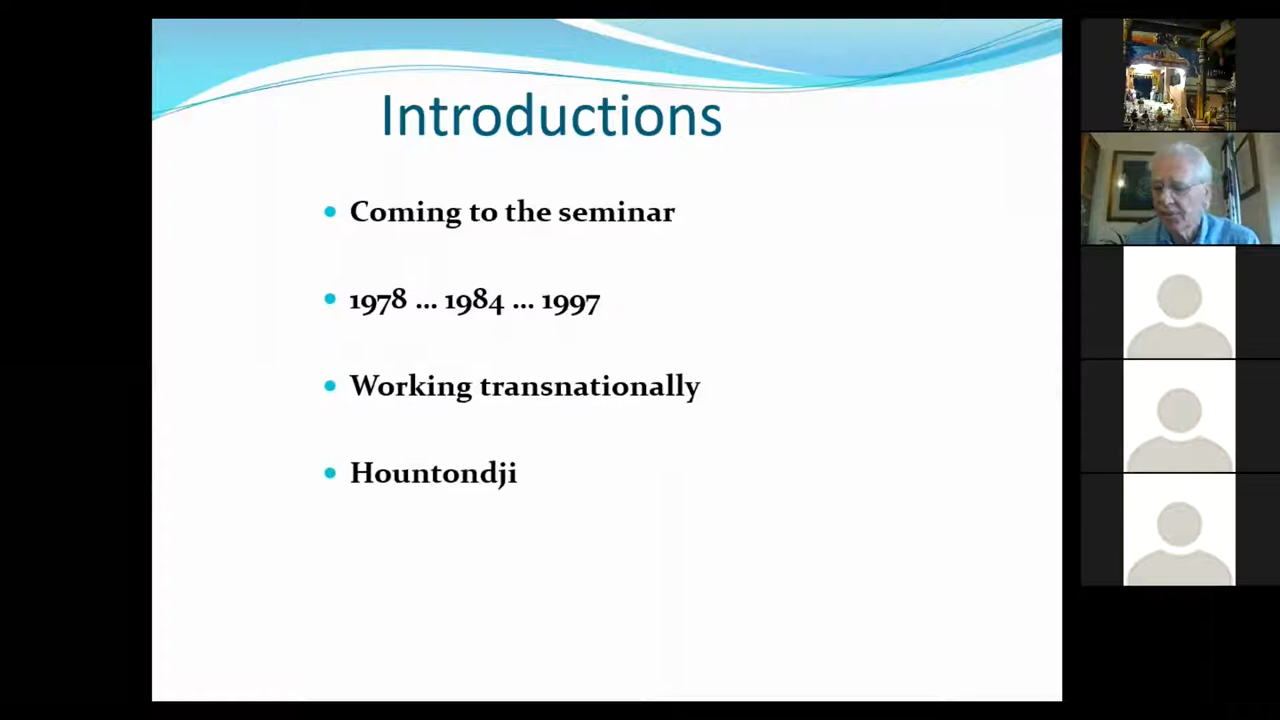 Introductions
Coming to the seminar
1978 ... 1984 ... 1997
Working transnationally
Hountondji